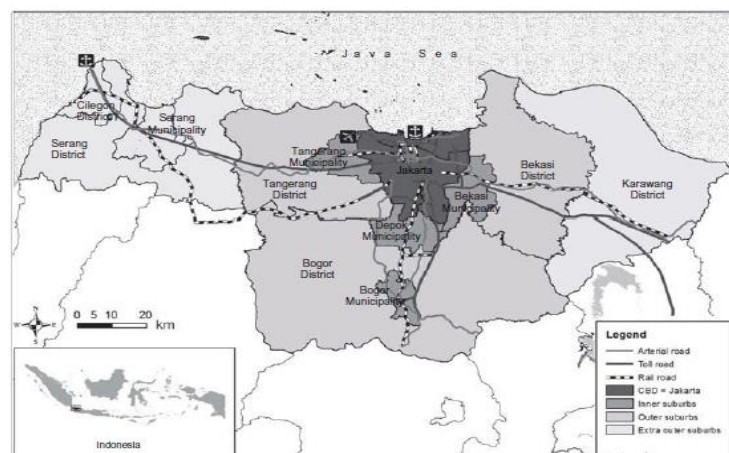 Java Sea
Cilegon
District
Serang
Municipality
Serang
District
Tangerang
Municipality
Jakarta
Bekasi
District
Karawang
District
Tangerang
District
Bekasi
Municipality
Depok
Municipality
Bogor
District
Bogor
Municipality
N
W E
S
0 5 10 20
km
Indonesia
Legend
Arterial road
Toll road
Rail road
CBD = Jakarta
Inner suburbs
Outer suburbs
Extra outer suburbs